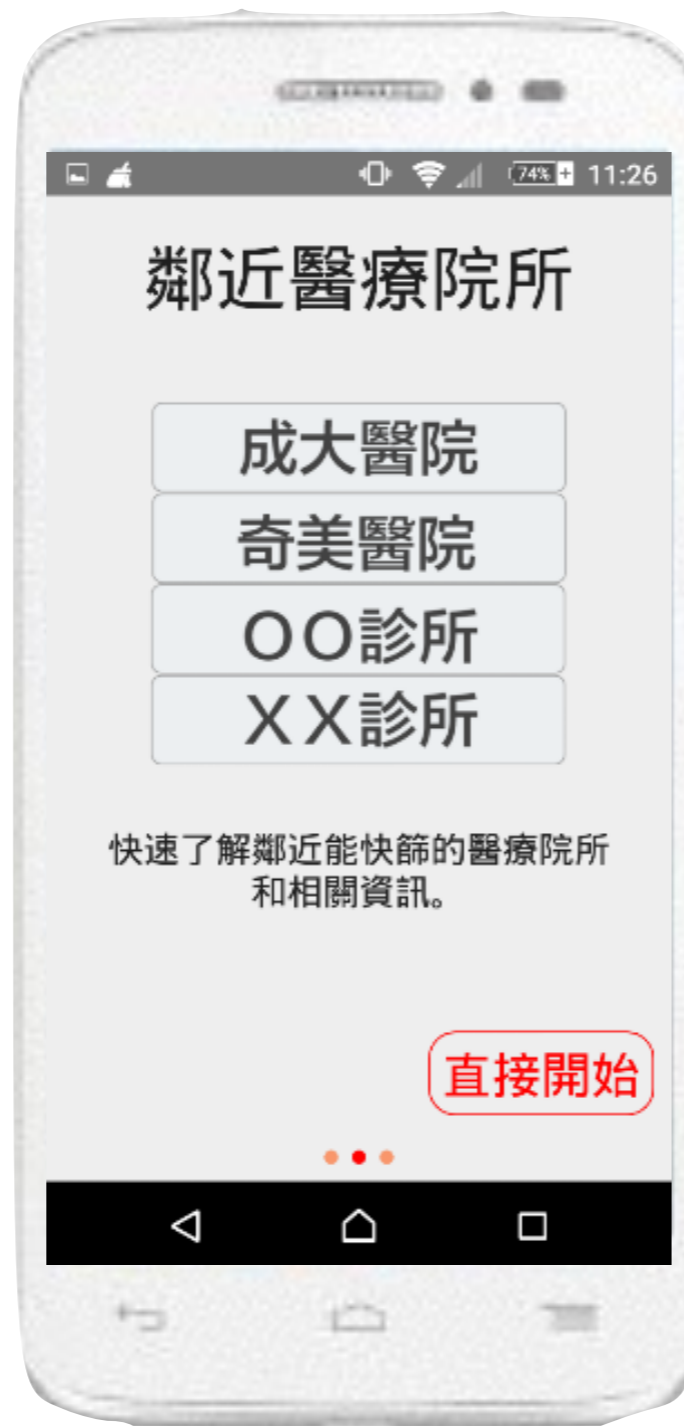 74% 11:26
鄰近醫療院所
成大醫院
奇美醫院
OO診所
XX診所
快速了解鄰近能快篩的醫療院所
和相關資訊。
直接開始